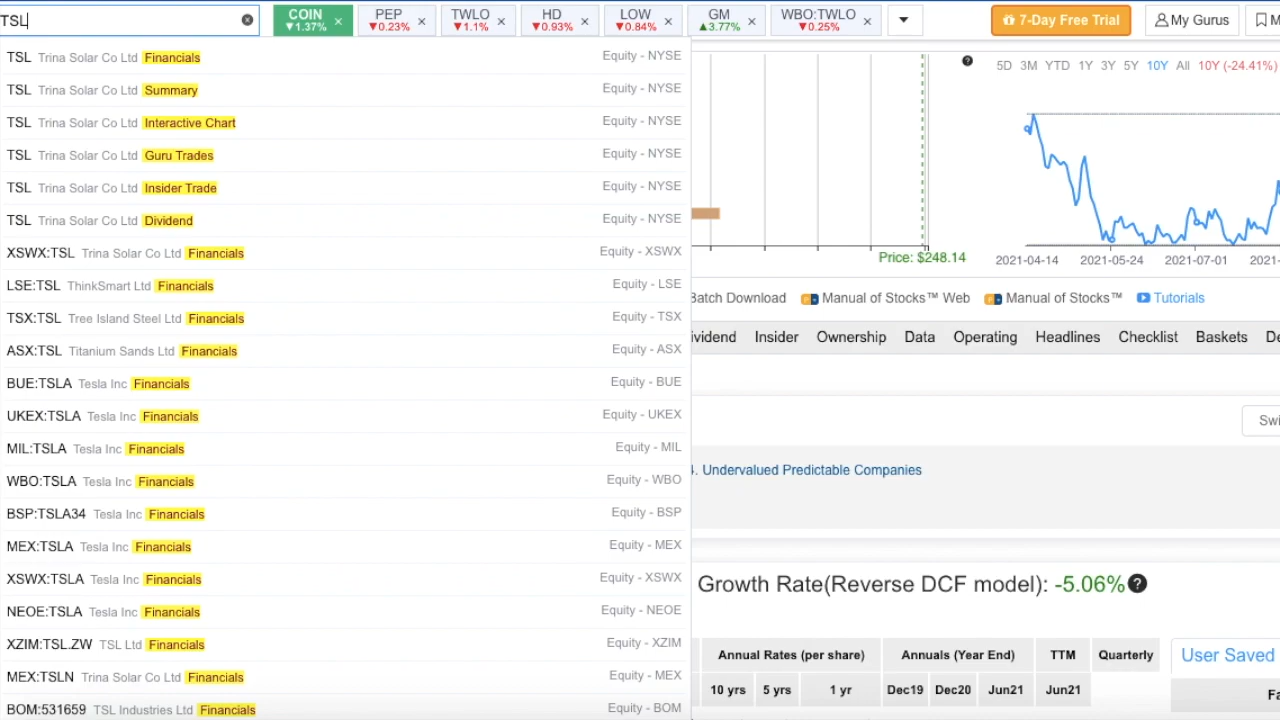 TSL
COIN ▼1.37% ×
PEP ▼0.23% ×
TWLO ▼1.1% ×
HD ▼0.93% ×
LOW ▼0.84% ×
GM ▲3.77% ×
WBO:TWLO ▼0.25% ×
7-Day Free Trial
My Gurus
M
TSL Trina Solar Co Ltd Financials Equity - NYSE
TSL Trina Solar Co Ltd Summary Equity - NYSE
TSL Trina Solar Co Ltd Interactive Chart Equity - NYSE
TSL Trina Solar Co Ltd Guru Trades Equity - NYSE
TSL Trina Solar Co Ltd Insider Trade Equity - NYSE
TSL Trina Solar Co Ltd Dividend Equity - NYSE
XSWX:TSL Trina Solar Co Ltd Financials Equity - XSWX
LSE:TSL ThinkSmart Ltd Financials Equity - LSE
TSX:TSL Tree Island Steel Ltd Financials Equity - TSX
ASX:TSL Titanium Sands Ltd Financials Equity - ASX
BUE:TSLA Tesla Inc Financials Equity - BUE
UKEX:TSLA Tesla Inc Financials Equity - UKEX
MIL:TSLA Tesla Inc Financials Equity - MIL
WBO:TSLA Tesla Inc Financials Equity - WBO
BSP:TSLA34 Tesla Inc Financials Equity - BSP
MEX:TSLA Tesla Inc Financials Equity - MEX
XSWX:TSLA Tesla Inc Financials Equity - XSWX
NEOE:TSLA Tesla Inc Financials Equity - NEOE
XZIM:TSL.ZW TSL Ltd Financials Equity - XZIM
MEX:TSLN Trina Solar Co Ltd Financials Equity - MEX
BOM:531659 TSL Industries Ltd Financials Equity - BOM
5D 3M YTD 1Y 3Y 5Y 10Y All 10Y (-24.41%)
Price: $248.14
2021-04-14 2021-05-24 2021-07-01 2021-
Batch Download Manual of Stocks™ Web Manual of Stocks™ Tutorials
ividend Insider Ownership Data Operating Headlines Checklist Baskets De
Swi
4. Undervalued Predictable Companies
Growth Rate(Reverse DCF model): -5.06%
Annual Rates (per share) Annuals (Year End) TTM Quarterly
User Saved
10 yrs 5 yrs 1 yr Dec19 Dec20 Jun21 Jun21
Fa